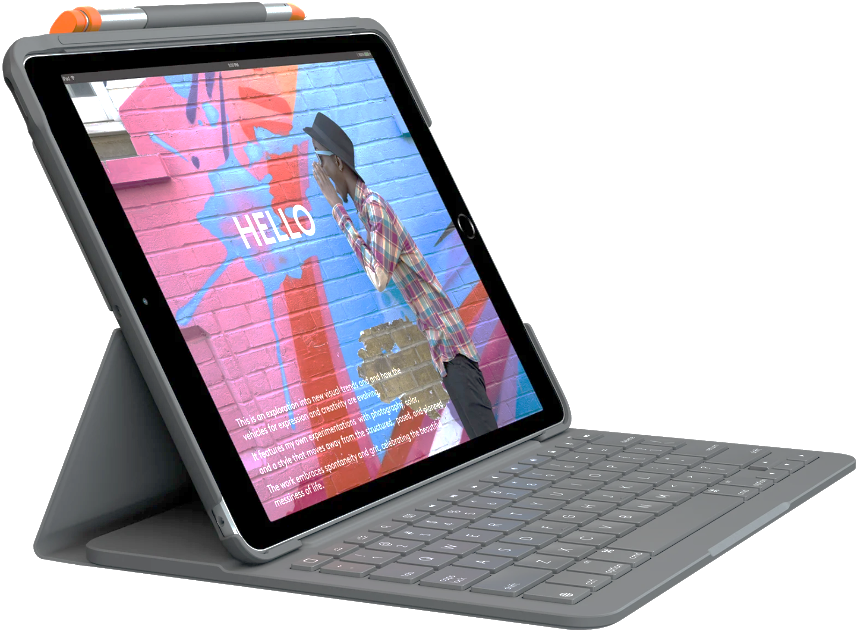 iPad
HELLO
This is an exploration into new visual trends and and how the
vehicles for expression and creativity are evolving.
It features my own experimentations with photography, color,
and a style that moves away from the structured, posed, and planned.
The work embraces spontaneity and grit, celebrating the beautiful
messiness of life.
Q W E R
A S D F G H J K L
Z X C V B N M